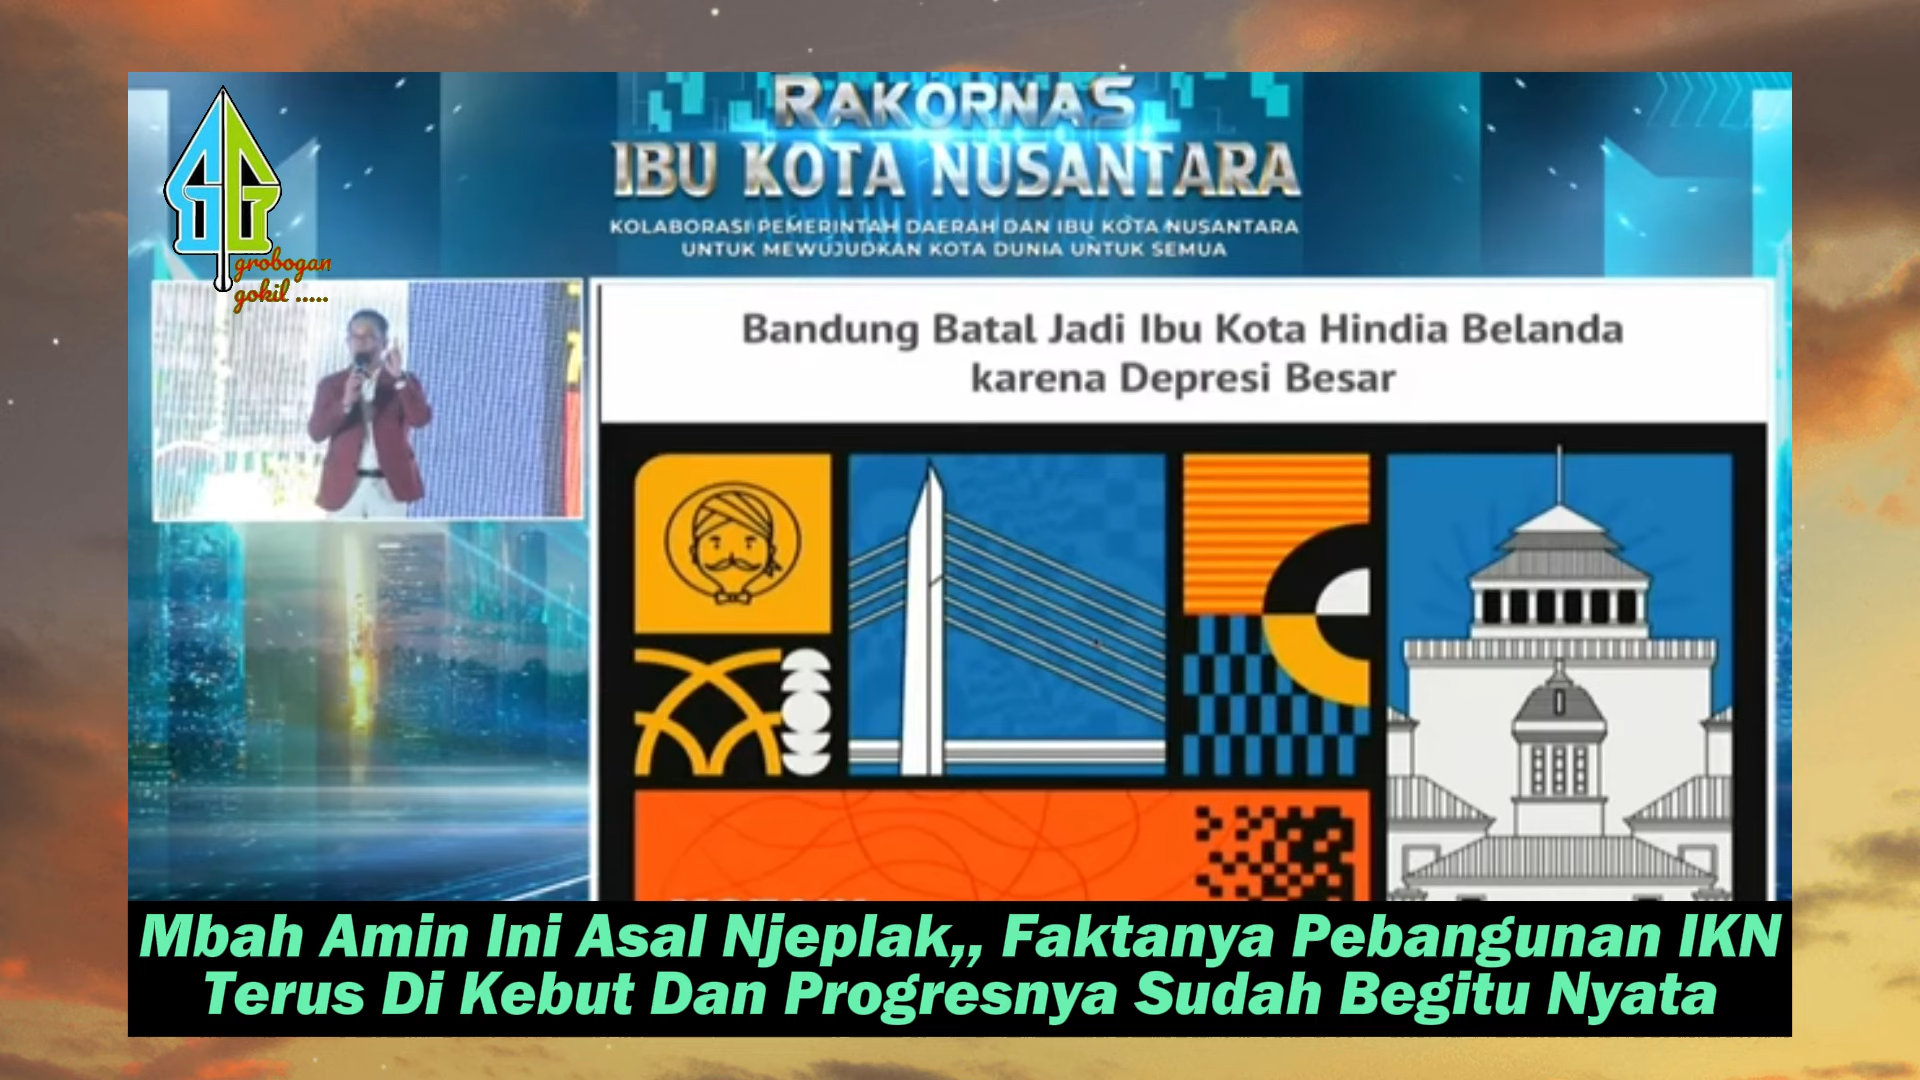 RAKORNAS
IBU KOTA NUSANTARA
KOLABORASI PEMERINTAH DAERAH DAN IBU KOTA NUSANTARA
UNTUK MEWUJUDKAN KOTA DUNIA UNTUK SEMUA
grobogan
gokil .....
Bandung Batal Jadi Ibu Kota Hindia Belanda
karena Depresi Besar
Mbah Amin Ini Asal Njeplak,, Faktanya Pebangunan IKN
Terus Di Kebut Dan Progresnya Sudah Begitu Nyata